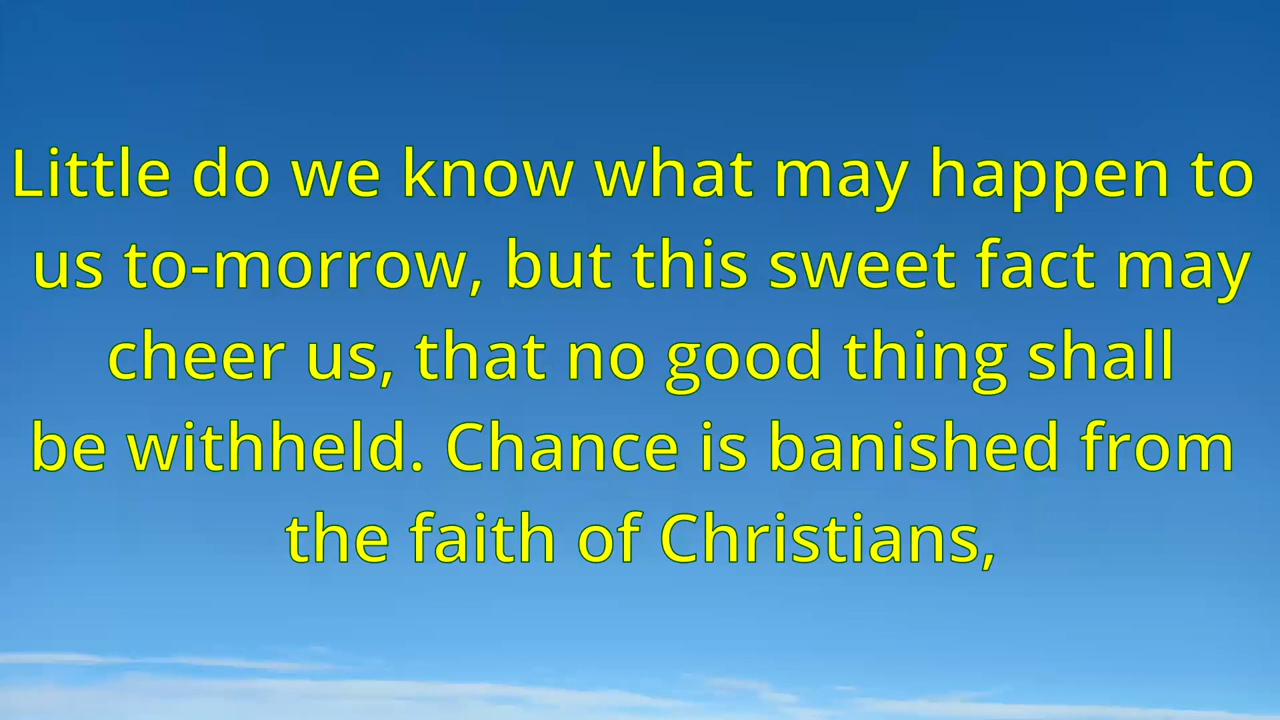 Little do we know what may happen to
us to-morrow, but this sweet fact may
cheer us, that no good thing shall
be withheld. Chance is banished from
the faith of Christians,